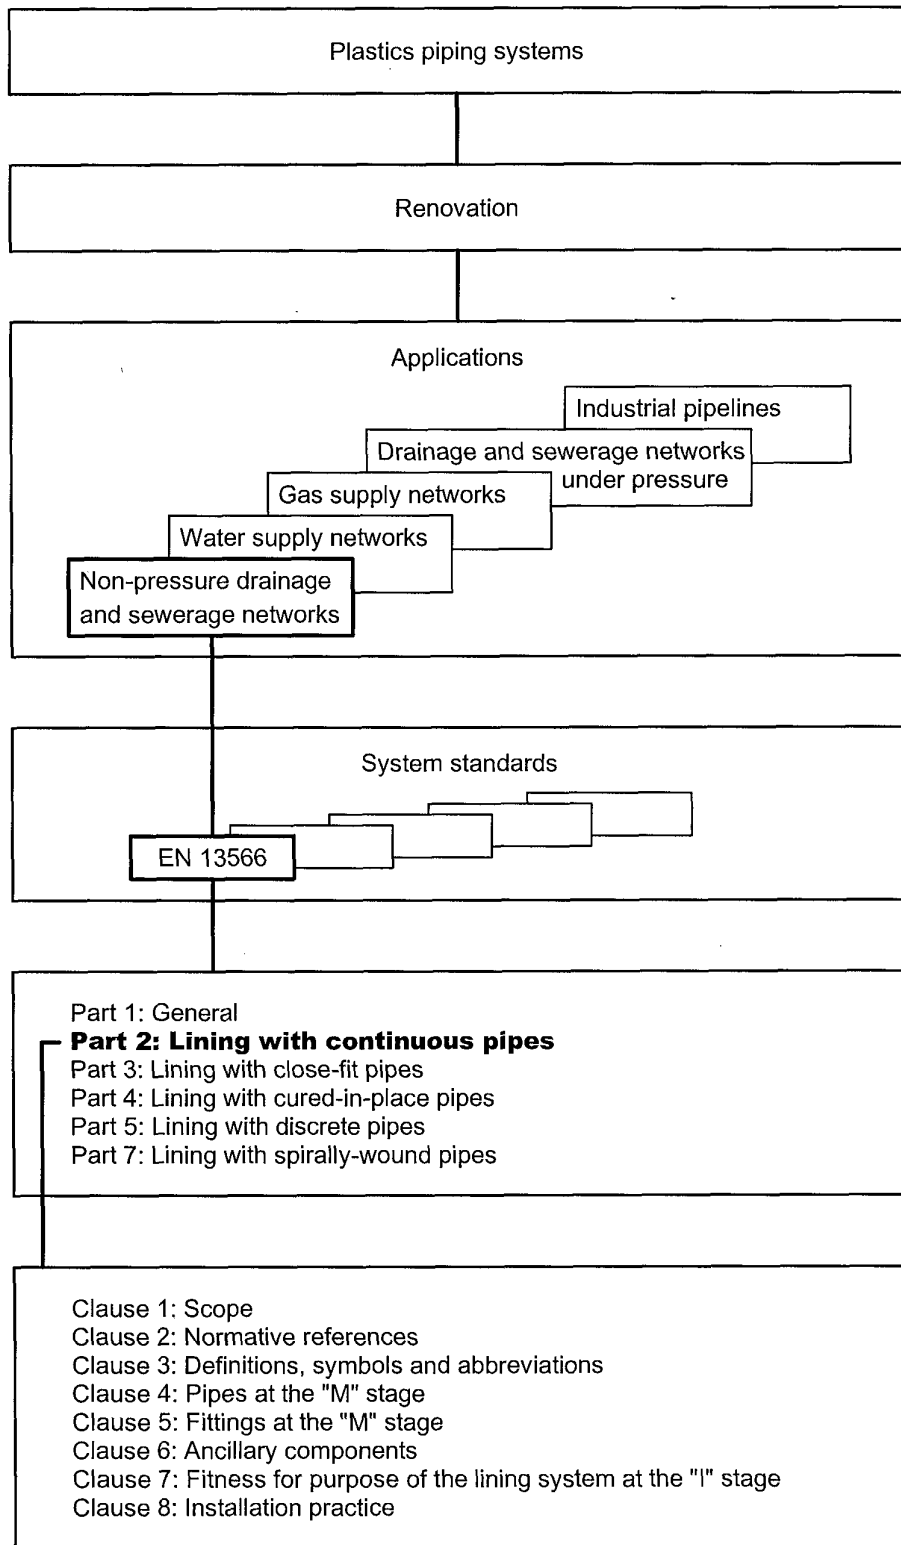 Plastics piping systems
Renovation
Applications
Industrial pipelines
Drainage and sewerage networks
under pressure
Gas supply networks
Water supply networks
Non-pressure drainage
and sewerage networks
System standards
EN 13566
Part 1: General
Part 2: Lining with continuous pipes
Part 3: Lining with close-fit pipes
Part 4: Lining with cured-in-place pipes
Part 5: Lining with discrete pipes
Part 7: Lining with spirally-wound pipes
Clause 1: Scope
Clause 2: Normative references
Clause 3: Definitions, symbols and abbreviations
Clause 4: Pipes at the "M" stage
Clause 5: Fittings at the "M" stage
Clause 6: Ancillary components
Clause 7: Fitness for purpose of the lining system at the "I" stage
Clause 8: Installation practice